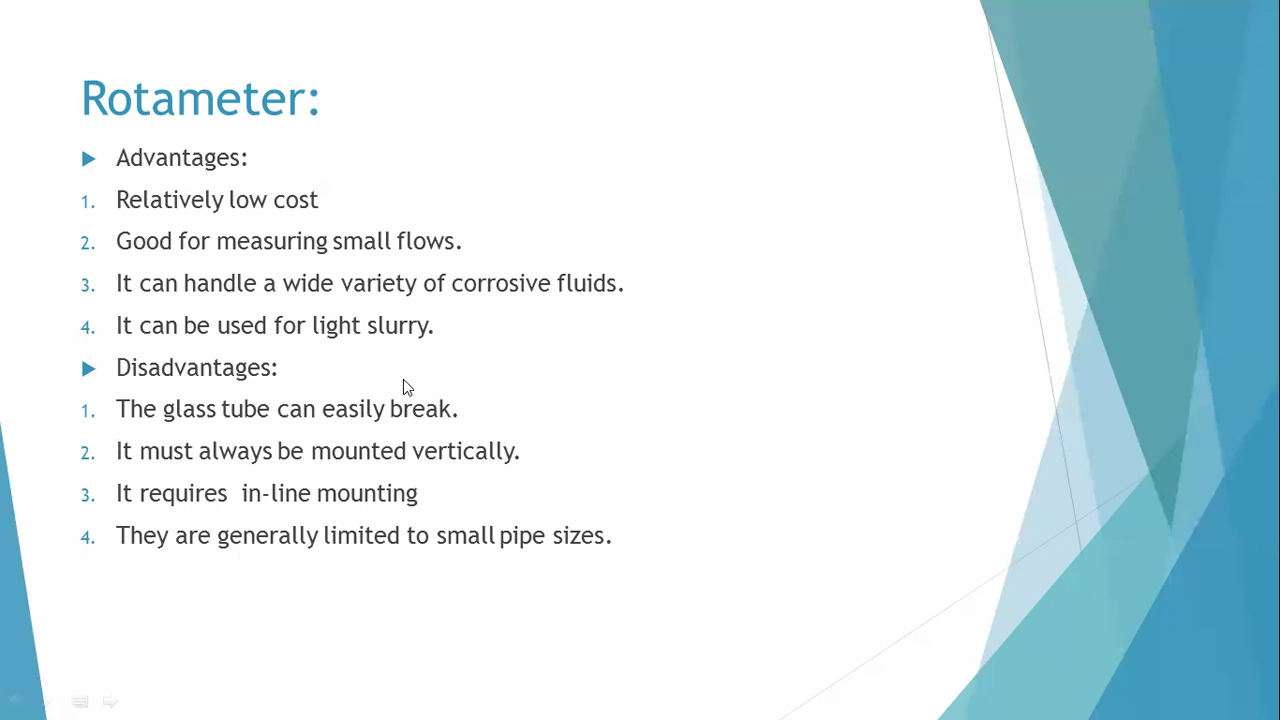 Rotameter:
Advantages:
1. Relatively low cost
2. Good for measuring small flows.
3. It can handle a wide variety of corrosive fluids.
4. It can be used for light slurry.
Disadvantages:
1. The glass tube can easily break.
2. It must always be mounted vertically.
3. It requires  in-line mounting
4. They are generally limited to small pipe sizes.